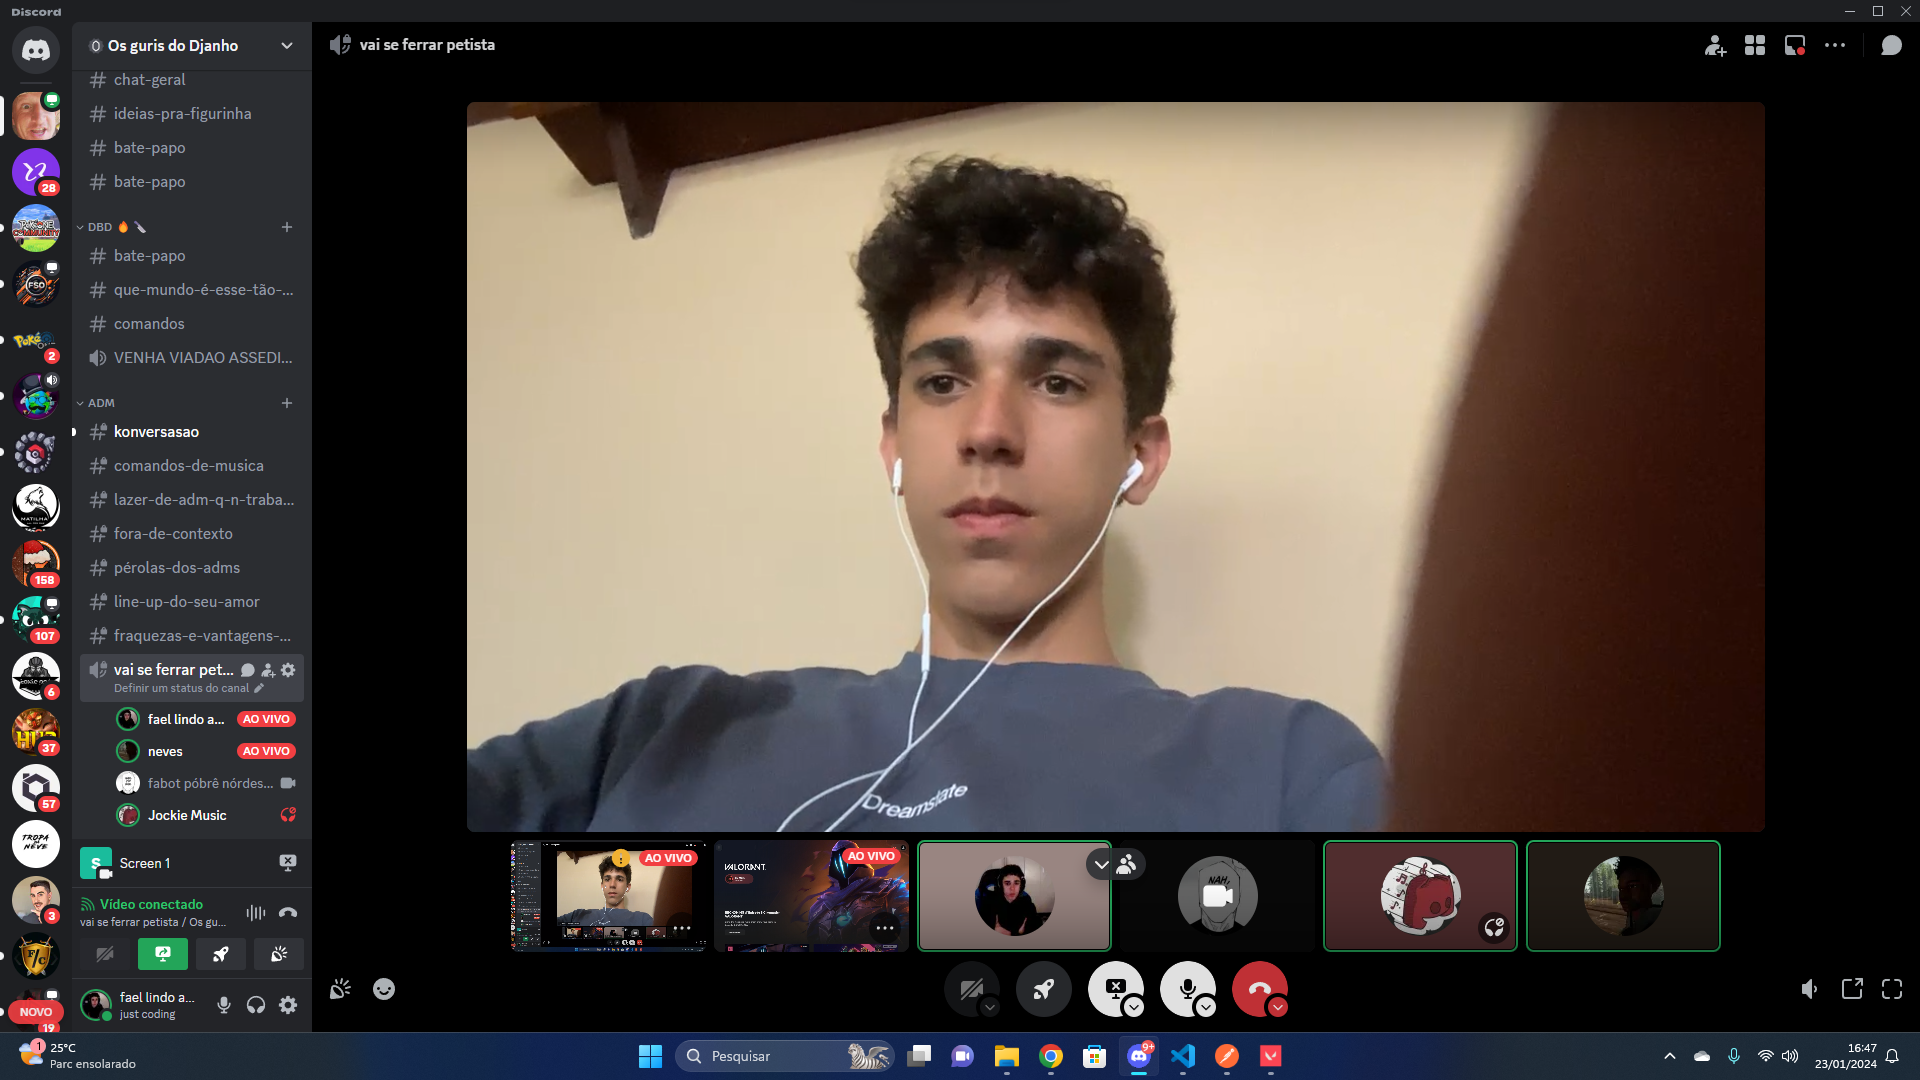 Discord
Os guris do Djanho
chat-geral
ideias-pra-figurinha
bate-papo
bate-papo
DBD
bate-papo
que-mundo-é-esse-tão-...
comandos
VENHA VIADAO ASSEDI...
ADM
konversasao
comandos-de-musica
lazer-de-adm-q-n-traba...
fora-de-contexto
pérolas-dos-adms
line-up-do-seu-amor
fraquezas-e-vantagens-...
vai se ferrar pet...
Definir um status do canal
fael lindo a... AO VIVO
neves AO VIVO
fabot póbrê nórdes...
Jockie Music
S Screen 1
Vídeo conectado
vai se ferrar petista / Os gu...
fael lindo a...
just coding
28
FSO
2
MATILHA
158
107
6
37
57
TROPA
NEVE
3
F/C
NOVO
19
vai se ferrar petista
Dreamstate
AO VIVO
VALORANT
AO VIVO
NAH,
1
25°C
Parc ensolarado
Pesquisar
9+
16:47
23/01/2024